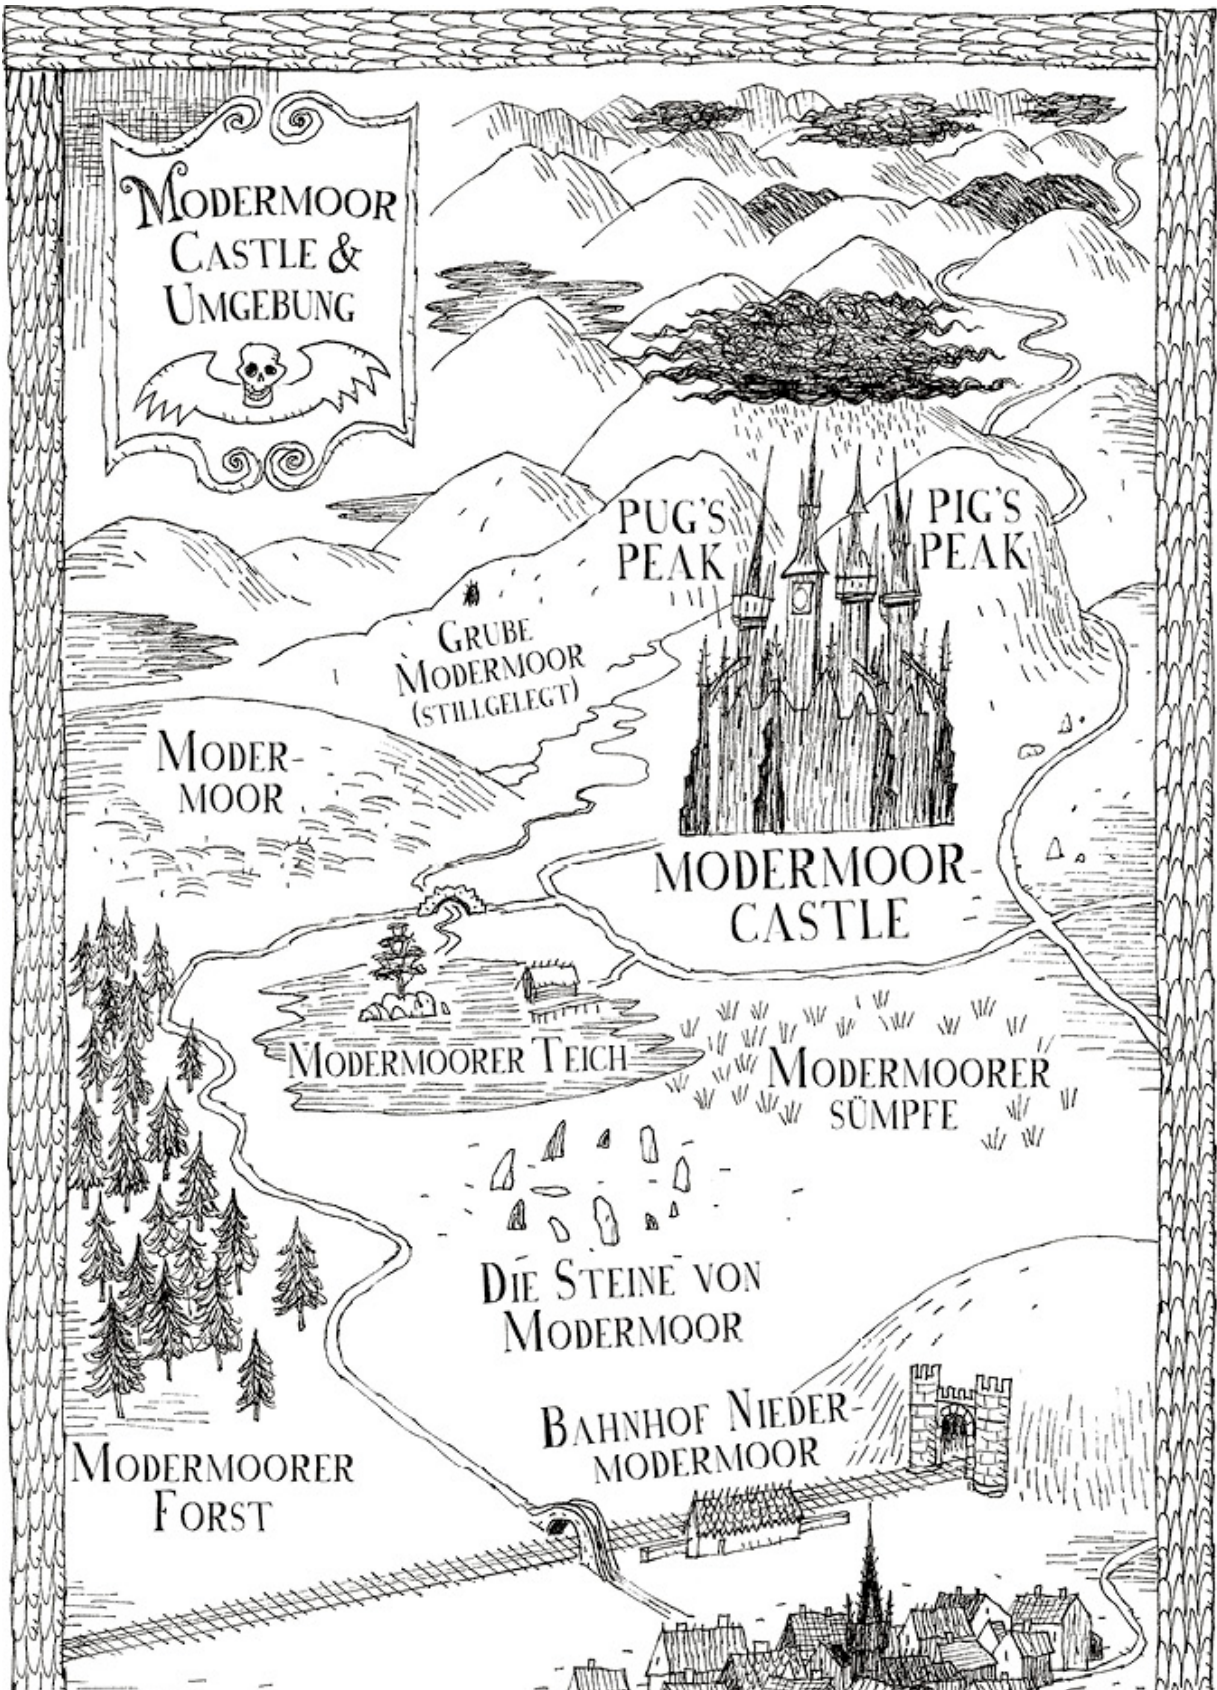 MODERMOOR
CASTLE &
UMGEBUNG
PUG'S
PEAK
PIG'S
PEAK
GRUBE
MODERMOOR
(STILLGELEGT)
MODER-
MOOR
MODERMOOR-
CASTLE
MODERMOORER TEICH
MODERMOORER
SÜMPFE
DIE STEINE VON
MODERMOOR
BAHNHOF NIEDER-
MODERMOOR
MODERMOORER
FORST